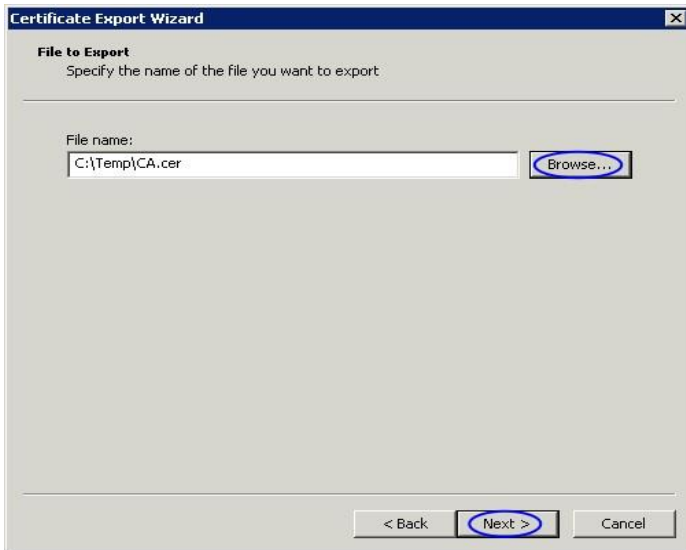 Certificate Export Wizard
File to Export
Specify the name of the file you want to export
File name:
C:\Temp\CA.cer
Browse...
< Back
Next >
Cancel